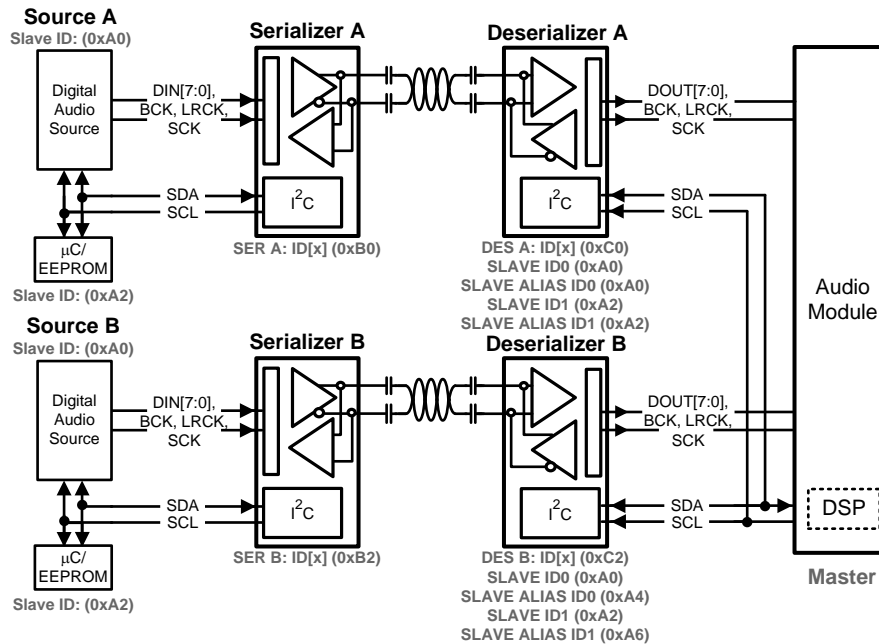 Source A
Slave ID: (0xA0)
Digital
Audio
Source
DIN[7:0],
BCK, LRCK,
SCK
SDA
SCL
µC/
EEPROM
Slave ID: (0xA2)
Serializer A
I²C
SER A: ID[x] (0xB0)
Deserializer A
I²C
DES A: ID[x] (0xC0)
SLAVE ID0 (0xA0)
SLAVE ALIAS ID0 (0xA0)
SLAVE ID1 (0xA2)
SLAVE ALIAS ID1 (0xA2)
DOUT[7:0],
BCK, LRCK,
SCK
SDA
SCL
Source B
Slave ID: (0xA0)
Digital
Audio
Source
DIN[7:0],
BCK, LRCK,
SCK
SDA
SCL
µC/
EEPROM
Slave ID: (0xA2)
Serializer B
I²C
SER B: ID[x] (0xB2)
Deserializer B
I²C
DES B: ID[x] (0xC2)
SLAVE ID0 (0xA0)
SLAVE ALIAS ID0 (0xA4)
SLAVE ID1 (0xA2)
SLAVE ALIAS ID1 (0xA6)
DOUT[7:0],
BCK, LRCK,
SCK
SDA
SCL
Audio
Module
DSP
Master